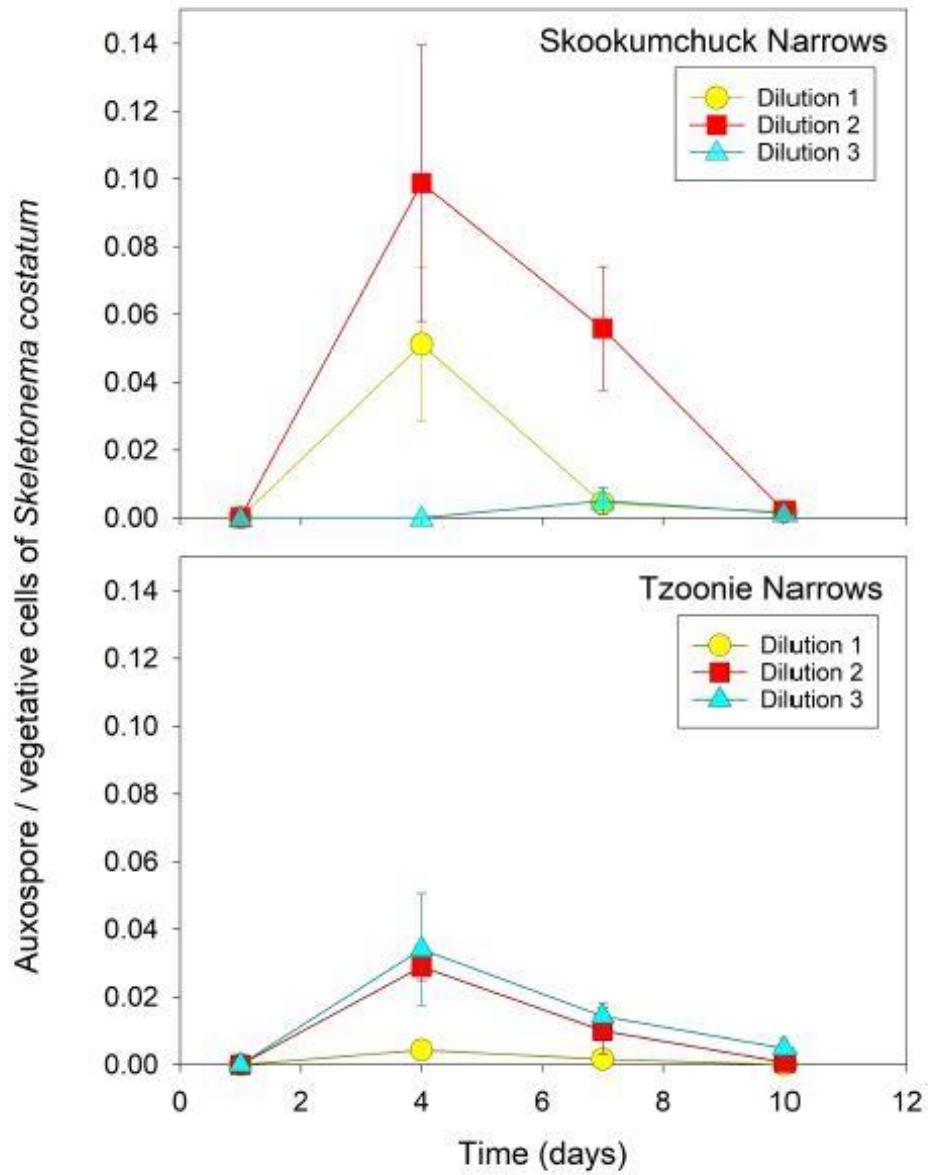 Auxospore / vegetative cells of Skeletonema costatum
Skookumchuck Narrows
Dilution 1
Dilution 2
Dilution 3
0.14
0.12
0.10
0.08
0.06
0.04
0.02
0.00
Tzoonie Narrows
Dilution 1
Dilution 2
Dilution 3
0.14
0.12
0.10
0.08
0.06
0.04
0.02
0.00
0 2 4 6 8 10 12
Time (days)